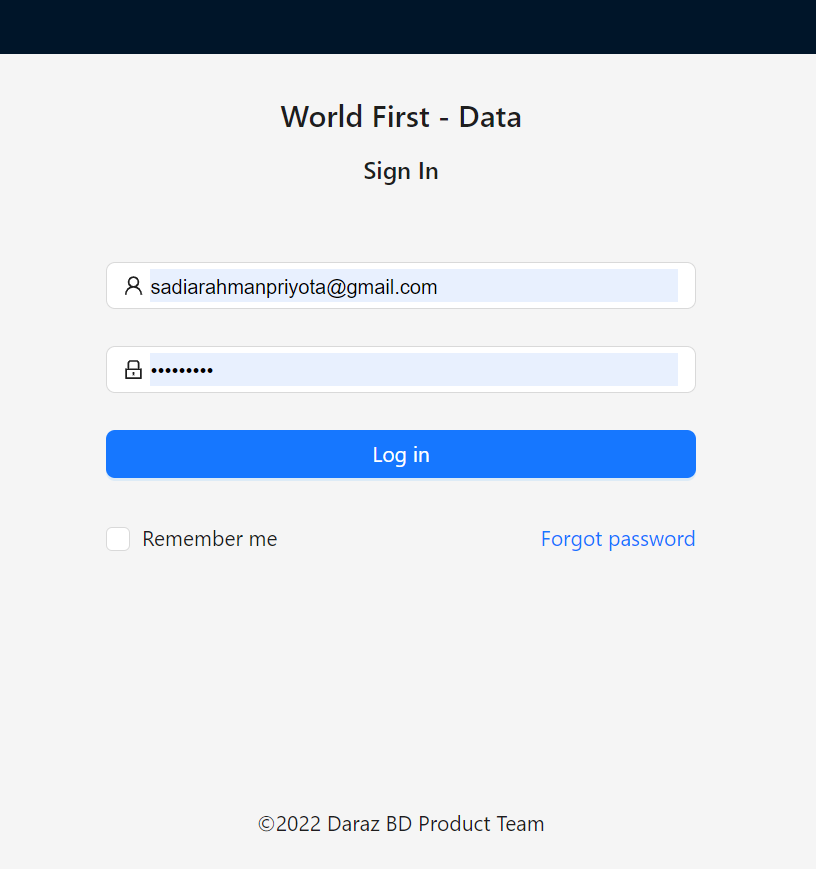 World First - Data
Sign In
sadiarahmanpriyota@gmail.com
•••••••••
Log in
Remember me
Forgot password
©2022 Daraz BD Product Team